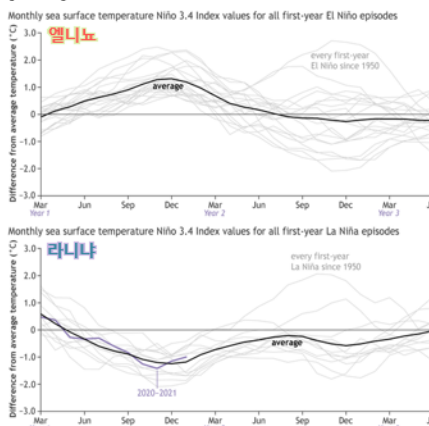 Monthly sea surface temperature Niño 3.4 Index values for all first-year El Niño episodes
엘니뇨
Difference from average temperature (°C)
3.0
2.0
1.0
0.0
-1.0
-2.0
-3.0
every first-year
El Niño since 1950
average
Mar Jun Sep Dec Mar Jun Sep Dec Mar
Year 1 Year 2 Year 3
Monthly sea surface temperature Niño 3.4 Index values for all first-year La Niña episodes
라니냐
Difference from average temperature (°C)
3.0
2.0
1.0
0
-1.0
-2.0
-3.0
every first-year
La Niña since 1950
average
2020-2021
Mar Jun Sep Dec Mar Jun Sep Dec Mar